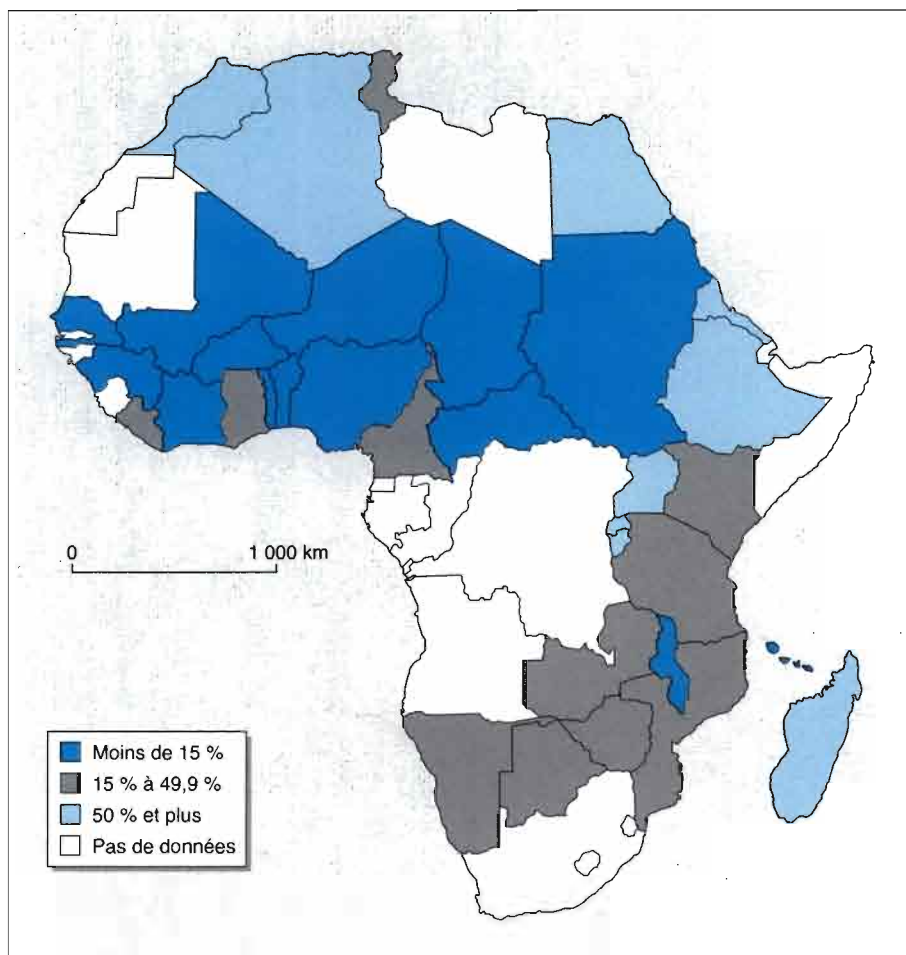 0 1 000 km
Moins de 15 %
15 % à 49,9 %
50 % et plus
Pas de données